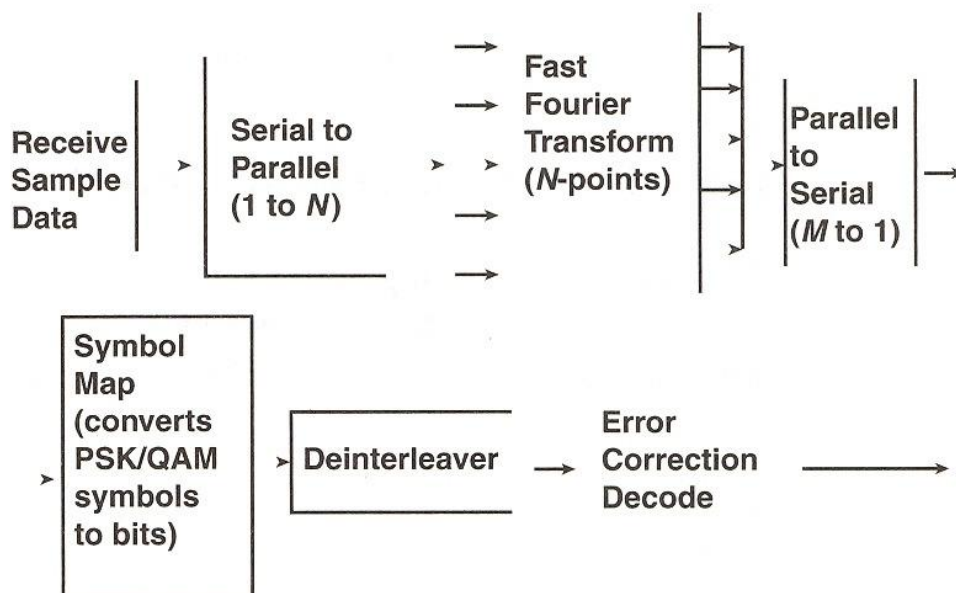 Receive
Sample
Data
Serial to
Parallel
(1 to N)
Fast
Fourier
Transform
(N-points)
Parallel
to
Serial
(M to 1)
Symbol
Map
(converts
PSK/QAM
symbols
to bits)
Deinterleaver
Error
Correction
Decode